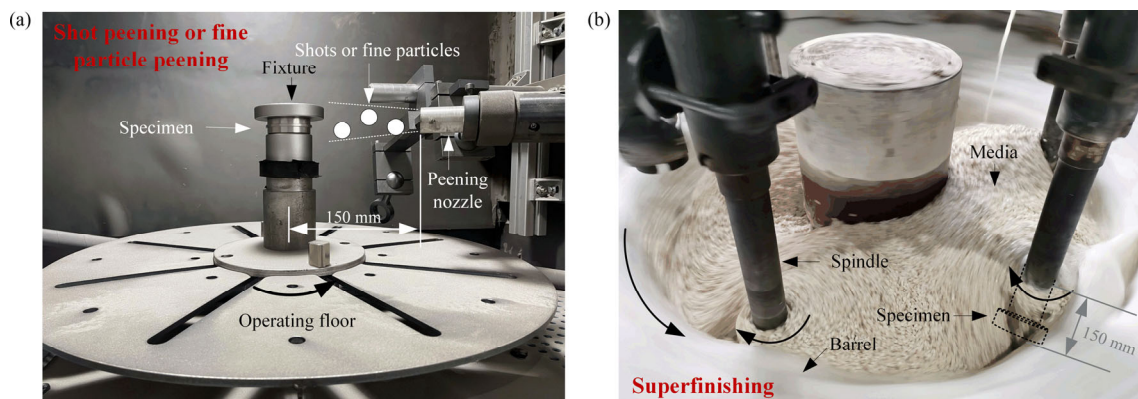 (a)
Shot peening or fine
particle peening
Shots or fine particles
Fixture
Specimen
Peening
nozzle
150 mm
Operating floor
(b)
Media
Spindle
Specimen
150 mm
Barrel
Superfinishing